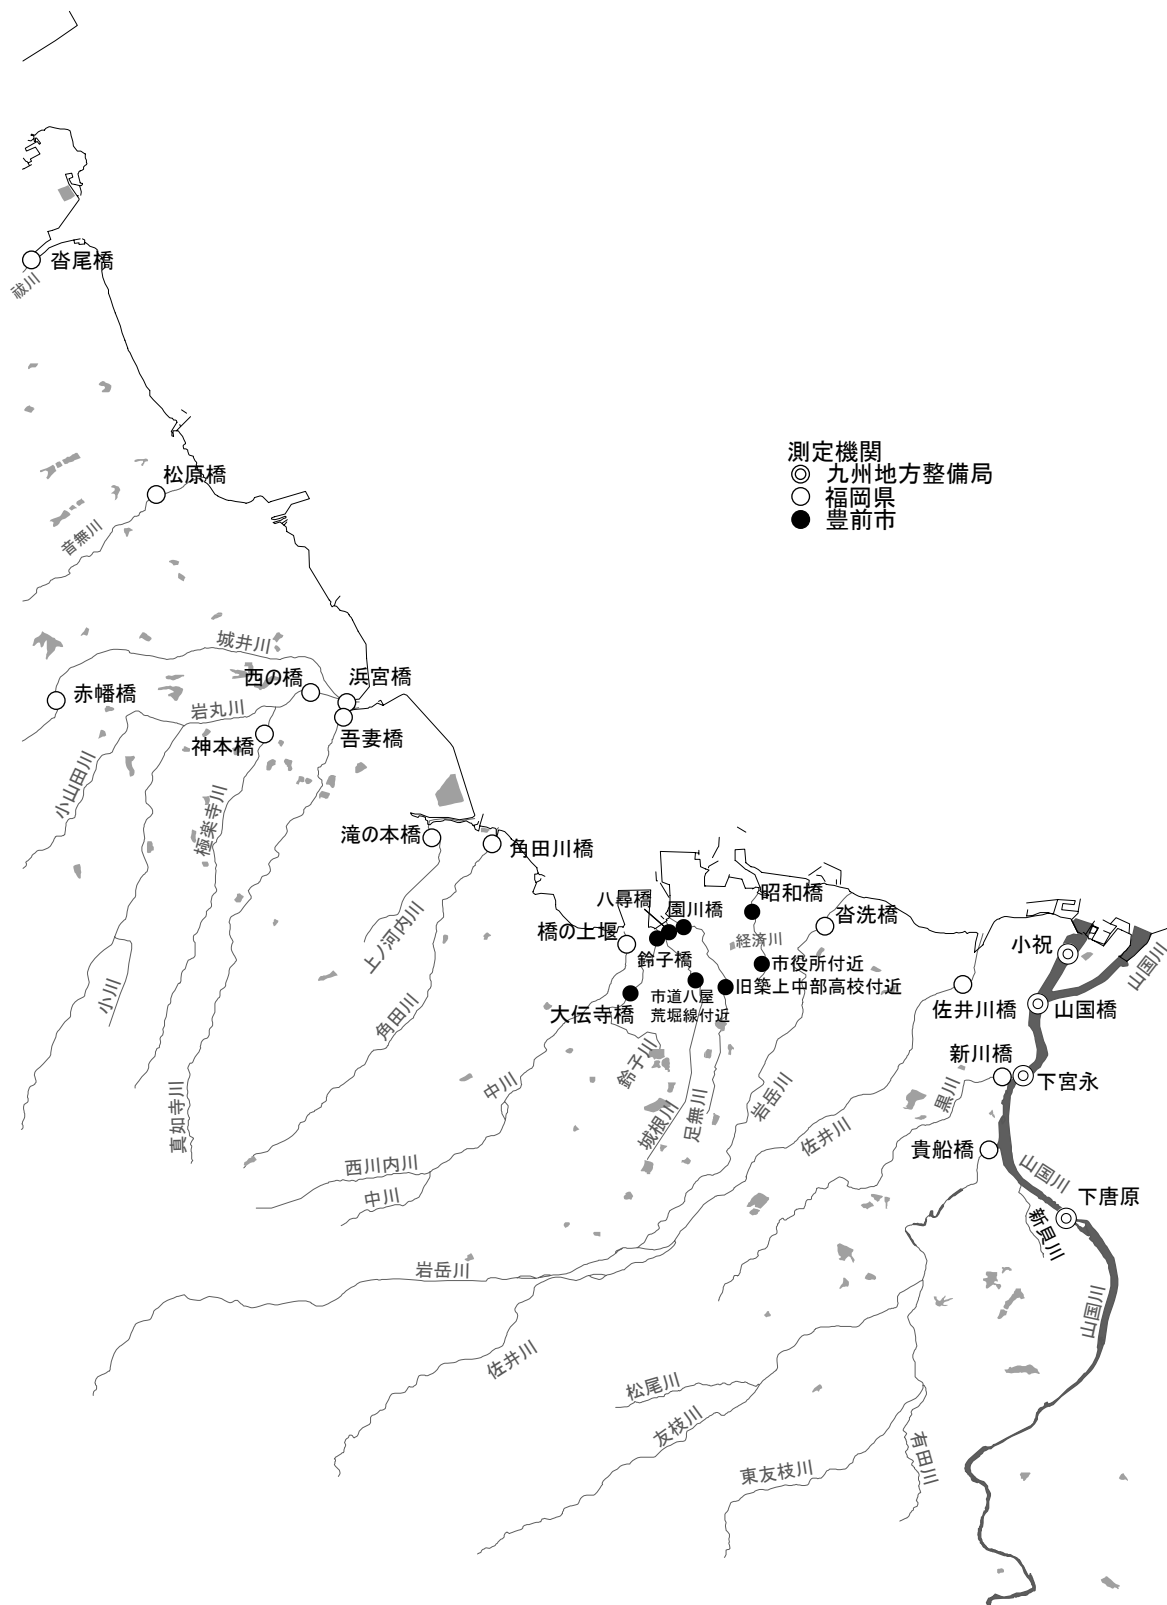 沓尾橋
祓川
測定機関
九州地方整備局
福岡県
豊前市
松原橋
音無川
城井川
西の橋
浜宮橋
赤幡橋
岩丸川
神本橋
吾妻橋
小山田川
極楽寺川
滝の本橋
角田川橋
八尋橋
園川橋
昭和橋
橋の上堰
沓洗橋
鈴子橋
経済川
市役所付近
小祝
山国川
上ノ河内川
小川
角田川
大伝寺橋
市道八屋
荒堀線付近
旧築上中部高校付近
佐井川橋
山国橋
新川橋
下宮永
鈴子川
中川
黒川
岩岳川
真如寺川
城根川
足無川
佐井川
貴船橋
西川内川
中川
山国川
下唐原
新貝川
岩岳川
山国川
佐井川
松尾川
友枝川
東友枝川
有田川